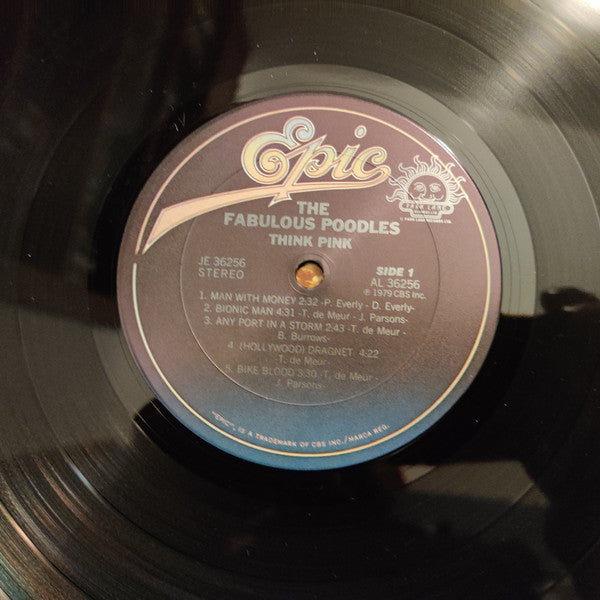 Epic
PARK LANE
THE
FABULOUS POODLES
THINK PINK
JE 36256
STEREO
SIDE 1
AL 36256
℗ 1979 CBS Inc.
1. MAN WITH MONEY 2:32 -P. Everly- D. Everly-
2. BIONIC MAN 4:31 -T. de Meur- J. Parsons-
3. ANY PORT IN A STORM 2:43 -T. de Meur -
B. Burrows-
4. (HOLLYWOOD) DRAGNET 4:22
-T. de Meur-
5. BIKE BLOOD 3:30 -T. de Meur -
J. Parsons-
"EPIC", IS A TRADEMARK OF CBS INC./MARCA REG.